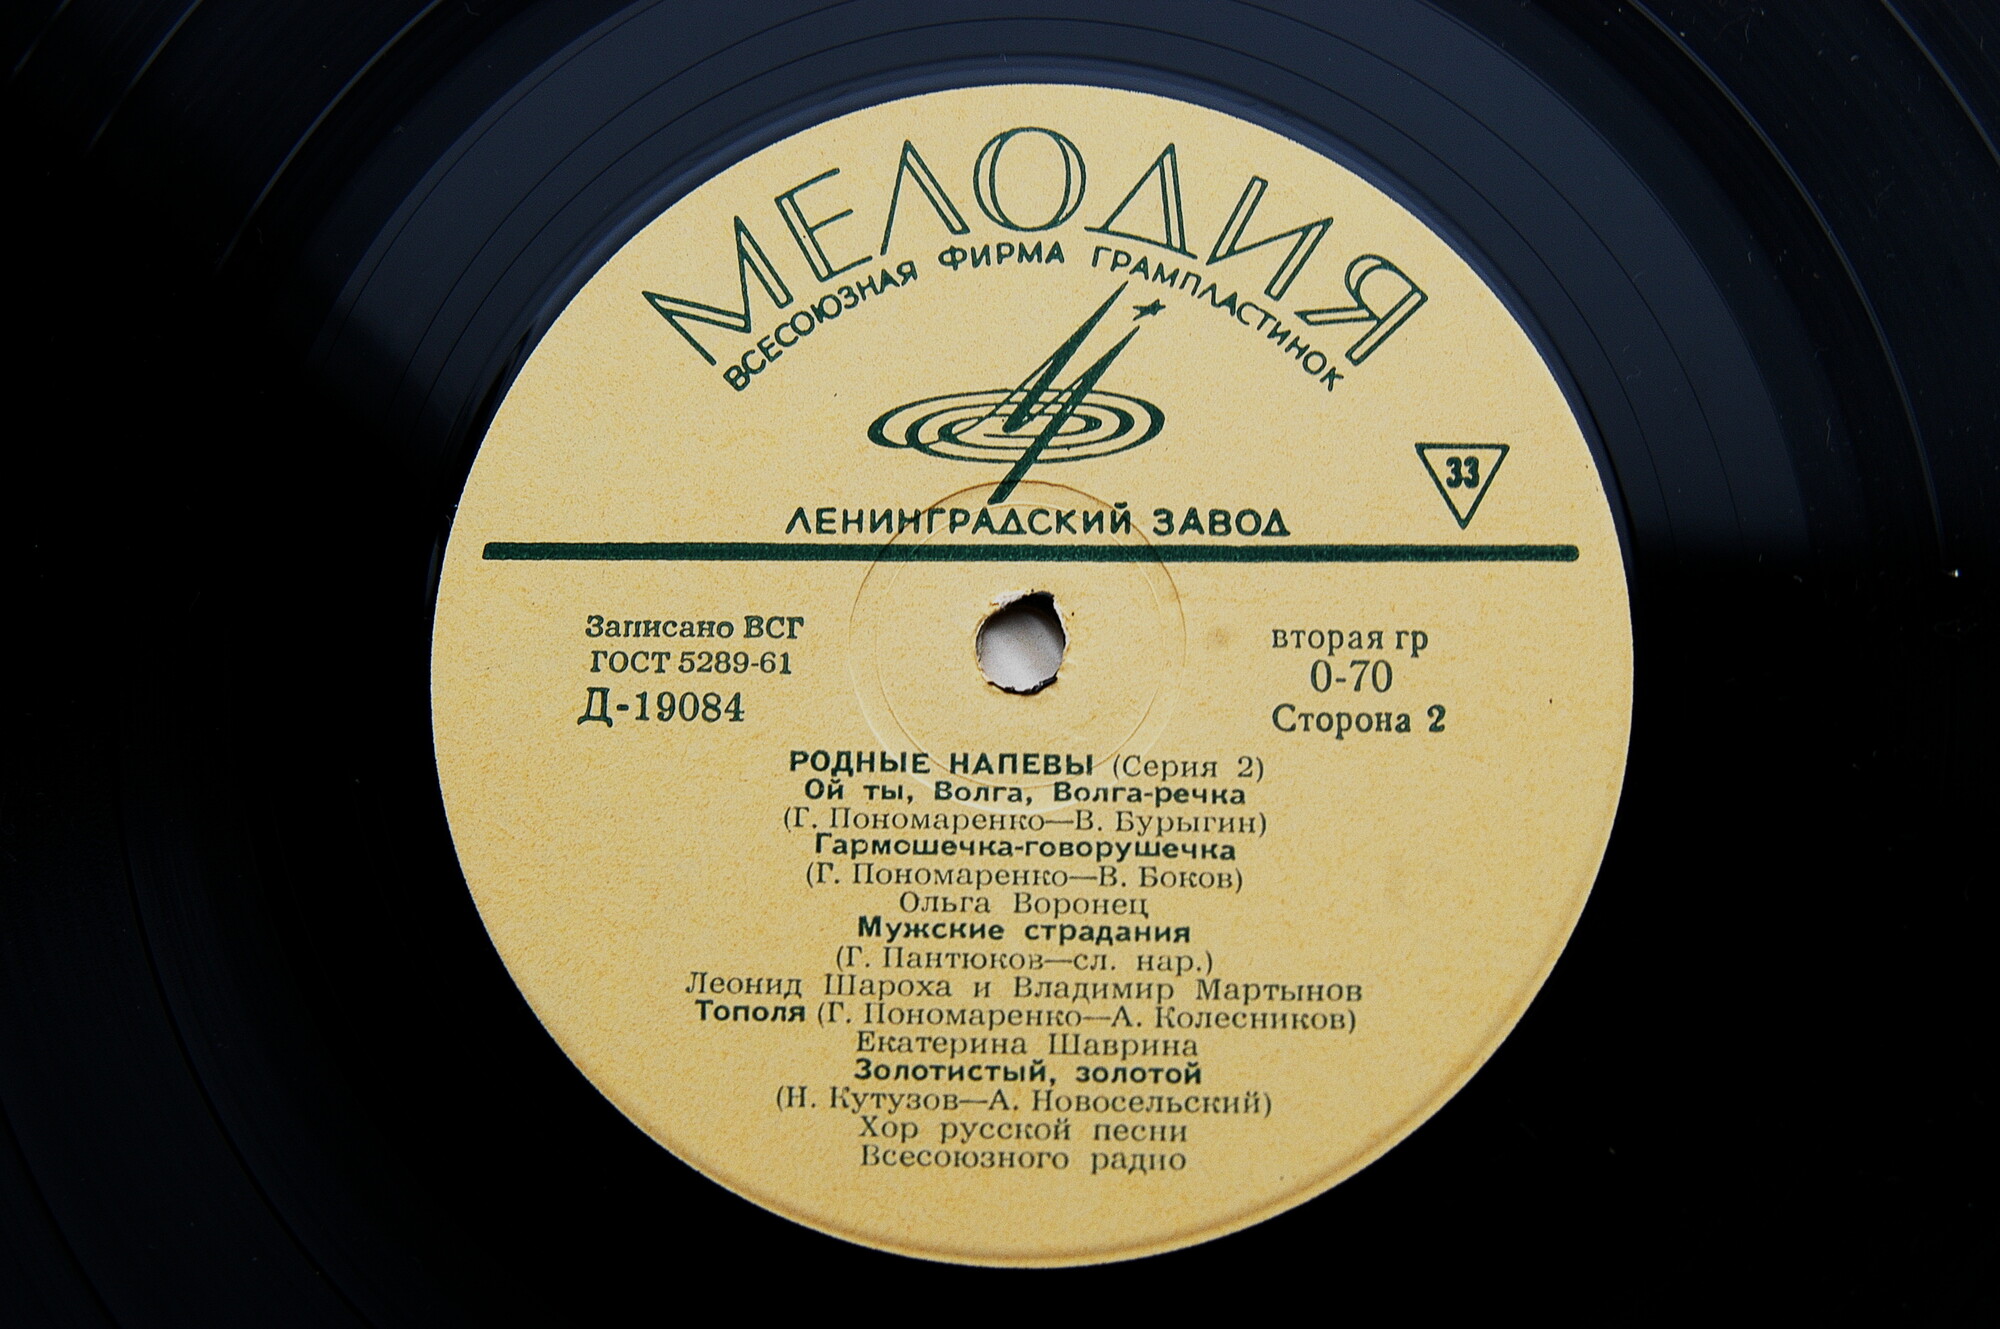 МЕЛОДИЯ
ВСЕСОЮЗНАЯ ФИРМА ГРАМПЛАСТИНОК
33
ЛЕНИНГРАДСКИЙ ЗАВОД
Записано ВСГ
ГОСТ 5289-61
Д-19084
вторая гр
0-70
Сторона 2
РОДНЫЕ НАПЕВЫ (Серия 2)
Ой ты, Волга, Волга-речка
(Г. Пономаренко—В. Бурыгин)
Гармошечка-говорушечка
(Г. Пономаренко—В. Боков)
Ольга Воронец
Мужские страдания
(Г. Пантюков—сл. нар.)
Леонид Шароха и Владимир Мартынов
Тополя (Г. Пономаренко—А. Колесников)
Екатерина Шаврина
Золотистый, золотой
(Н. Кутузов—А. Новосельский)
Хор русской песни
Всесоюзного радио